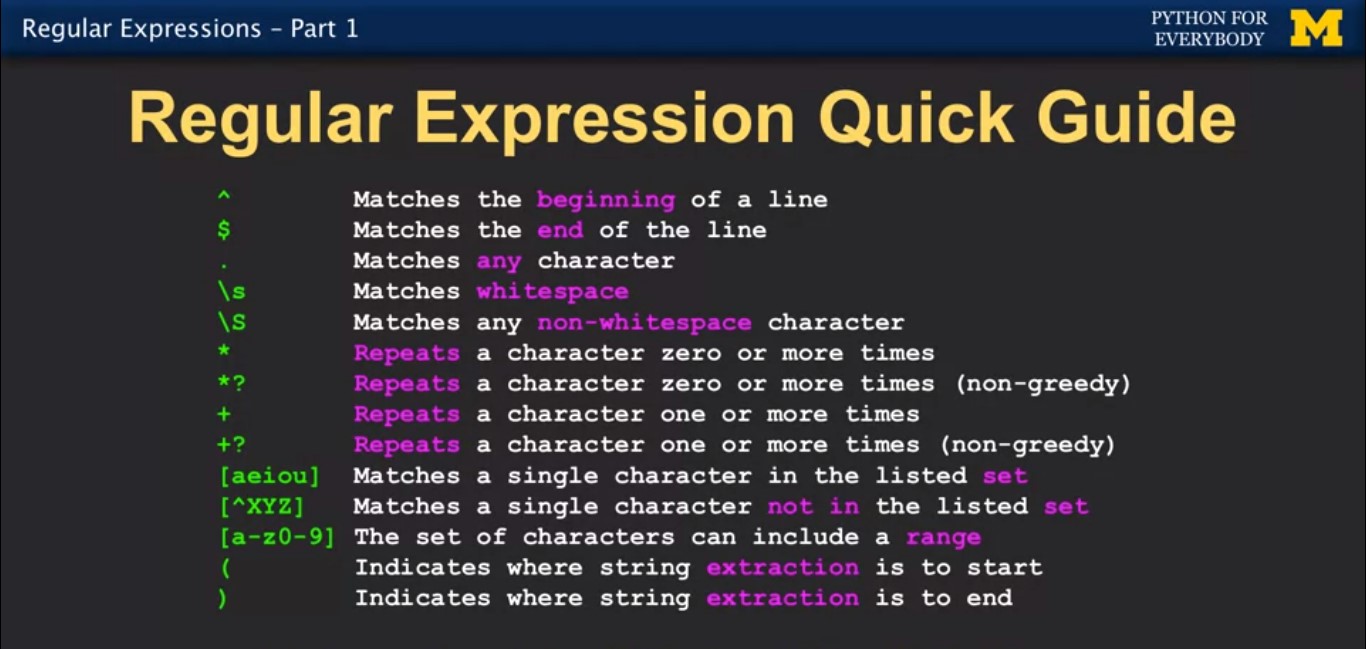 Regular Expressions – Part 1
PYTHON FOR
EVERYBODY
M
Regular Expression Quick Guide
^ Matches the beginning of a line
$ Matches the end of the line
. Matches any character
\s Matches whitespace
\S Matches any non-whitespace character
* Repeats a character zero or more times
*? Repeats a character zero or more times (non-greedy)
+ Repeats a character one or more times
+? Repeats a character one or more times (non-greedy)
[aeiou] Matches a single character in the listed set
[^XYZ] Matches a single character not in the listed set
[a-z0-9] The set of characters can include a range
( Indicates where string extraction is to start
) Indicates where string extraction is to end